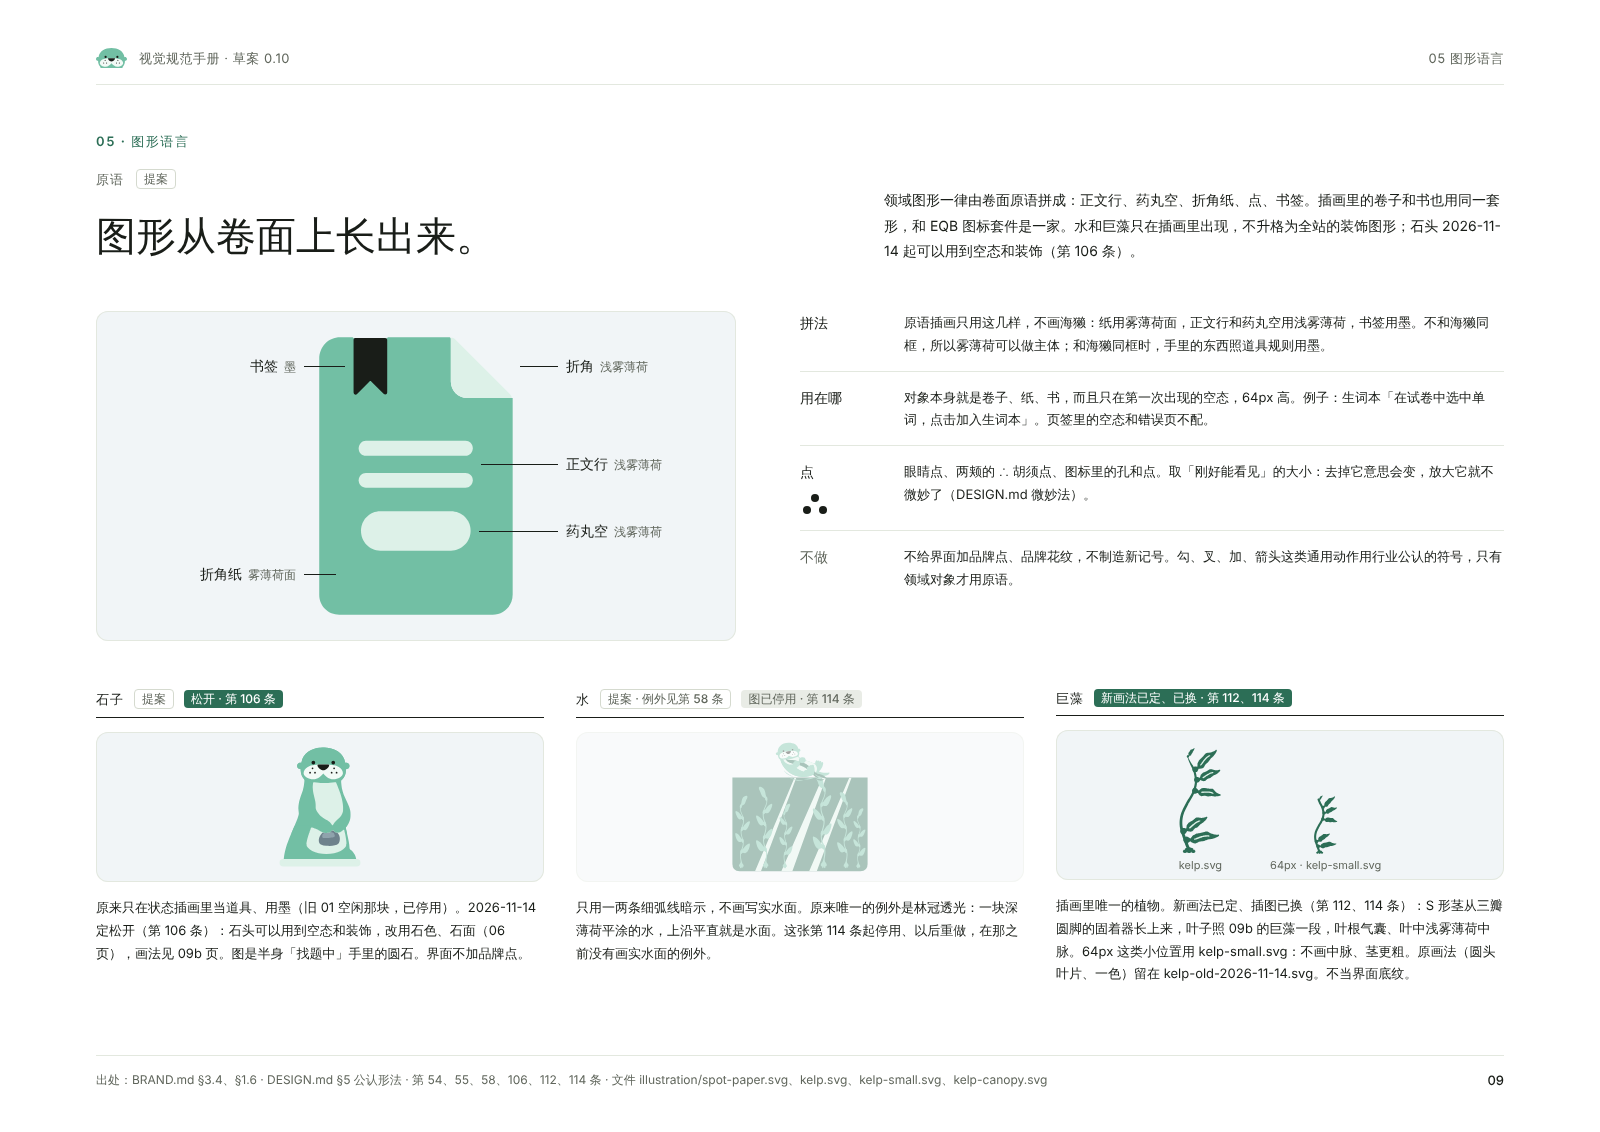 视觉规范手册 · 草案 0.10
05 图形语言
05 · 图形语言
原语 提案
图形从卷面上长出来。
领域图形一律由卷面原语拼成：正文行、药丸空、折角纸、点、书签。插画里的卷子和书也用同一套
形，和 EQB 图标套件是一家。水和巨藻只在插画里出现，不升格为全站的装饰图形；石头 2026-11-
14 起可以用到空态和装饰（第 106 条）。
书签 墨
折角 浅雾薄荷
正文行 浅雾薄荷
药丸空 浅雾薄荷
折角纸 雾薄荷面
拼法
原语插画只用这几样，不画海獭：纸用雾薄荷面，正文行和药丸空用浅雾薄荷，书签用墨。不和海獭同
框，所以雾薄荷可以做主体；和海獭同框时，手里的东西照道具规则用墨。
用在哪
对象本身就是卷子、纸、书，而且只在第一次出现的空态，64px 高。例子：生词本「在试卷中选中单
词，点击加入生词本」。页签里的空态和错误页不配。
点
眼睛点、两颊的 ∴ 胡须点、图标里的孔和点。取「刚好能看见」的大小：去掉它意思会变，放大它就不
微妙了（DESIGN.md 微妙法）。
不做
不给界面加品牌点、品牌花纹，不制造新记号。勾、叉、加、箭头这类通用动作用行业公认的符号，只有
领域对象才用原语。
石子 提案 松开 · 第 106 条
原来只在状态插画里当道具、用墨（旧 01 空闲那块，已停用）。2026-11-14
定松开（第 106 条）：石头可以用到空态和装饰，改用石色、石面（06
页），画法见 09b 页。图是半身「找题中」手里的圆石。界面不加品牌点。
水 提案 · 例外见第 58 条 图已停用 · 第 114 条
只用一两条细弧线暗示，不画写实水面。原来唯一的例外是林冠透光：一块深
薄荷平涂的水，上沿平直就是水面。这张第 114 条起停用、以后重做，在那之
前没有画实水面的例外。
巨藻 新画法已定、已换 · 第 112、114 条
kelp.svg
64px · kelp-small.svg
插画里唯一的植物。新画法已定、插图已换（第 112、114 条）：S 形茎从三瓣
圆脚的固着器长上来，叶子照 09b 的巨藻一段，叶根气囊、叶中浅雾薄荷中
脉。64px 这类小位置用 kelp-small.svg：不画中脉、茎更粗。原画法（圆头
叶片、一色）留在 kelp-old-2026-11-14.svg。不当界面底纹。
出处：BRAND.md §3.4、§1.6 · DESIGN.md §5 公认形法 · 第 54、55、58、106、112、114 条 · 文件 illustration/spot-paper.svg、kelp.svg、kelp-small.svg、kelp-canopy.svg
09